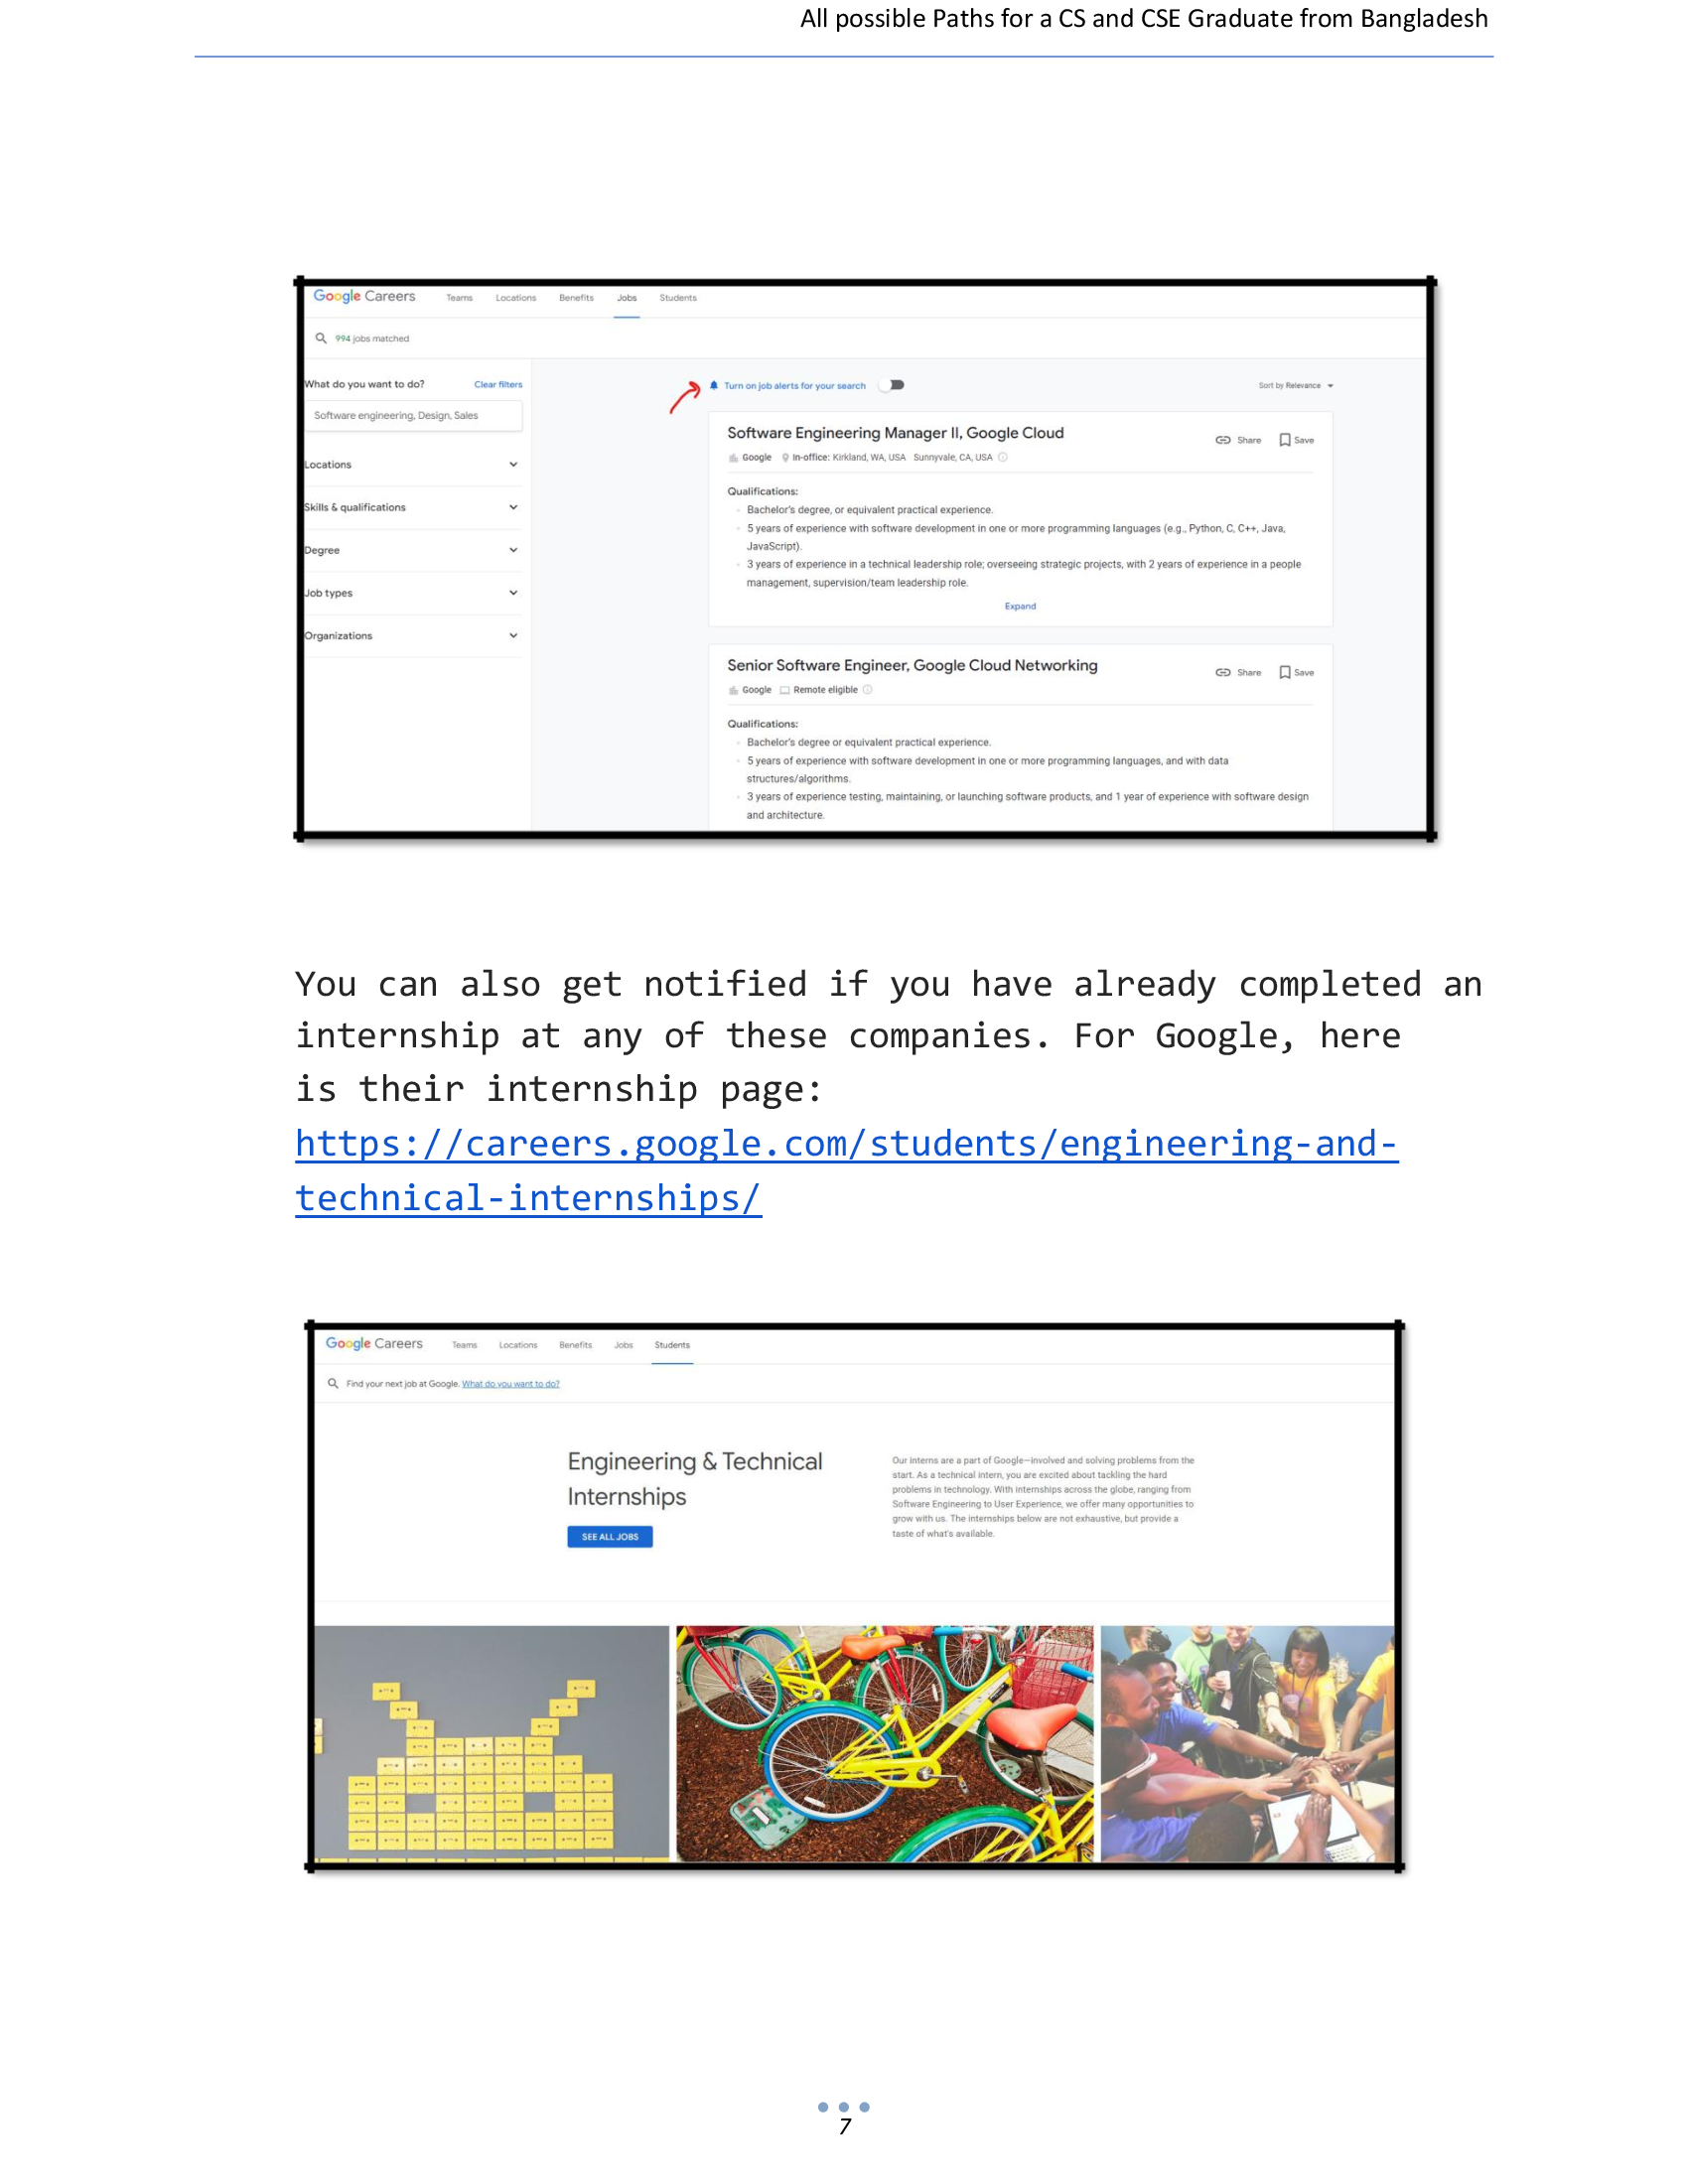 All possible Paths for a CS and CSE Graduate from Bangladesh
Google Careers Teams Locations Benefits Jobs Students
994 jobs matched
What do you want to do? Clear filters
Software engineering, Design, Sales
Locations
Skills & qualifications
Degree
Job types
Organizations
Turn on job alerts for your search
Sort by Relevance
Software Engineering Manager II, Google Cloud
Share Save
Google In-office: Kirkland, WA, USA Sunnyvale, CA, USA
Qualifications:
Bachelor's degree, or equivalent practical experience.
5 years of experience with software development in one or more programming languages (e.g., Python, C, C++, Java,
JavaScript).
3 years of experience in a technical leadership role; overseeing strategic projects, with 2 years of experience in a people
management, supervision/team leadership role.
Expand
Senior Software Engineer, Google Cloud Networking
Share Save
Google Remote eligible
Qualifications:
Bachelor's degree or equivalent practical experience.
5 years of experience with software development in one or more programming languages, and with data
structures/algorithms.
3 years of experience testing, maintaining, or launching software products, and 1 year of experience with software design
and architecture.
You can also get notified if you have already completed an
internship at any of these companies. For Google, here
is their internship page:
https://careers.google.com/students/engineering-and-
technical-internships/
Google Careers Teams Locations Benefits Jobs Students
Find your next job at Google. What do you want to do?
Engineering & Technical
Internships
SEE ALL JOBS
Our interns are a part of Google—involved and solving problems from the
start. As a technical intern, you are excited about tackling the hard
problems in technology. With internships across the globe, ranging from
Software Engineering to User Experience, we offer many opportunities to
grow with us. The internships below are not exhaustive, but provide a
taste of what's available.
7